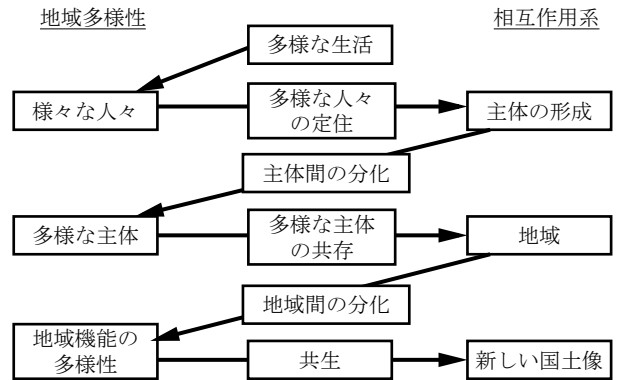 地域多様性
相互作用系
多様な生活
様々な人々
多様な人々
の定住
主体の形成
主体間の分化
多様な主体
多様な主体
の共存
地域
地域間の分化
地域機能の
多様性
共生
新しい国土像